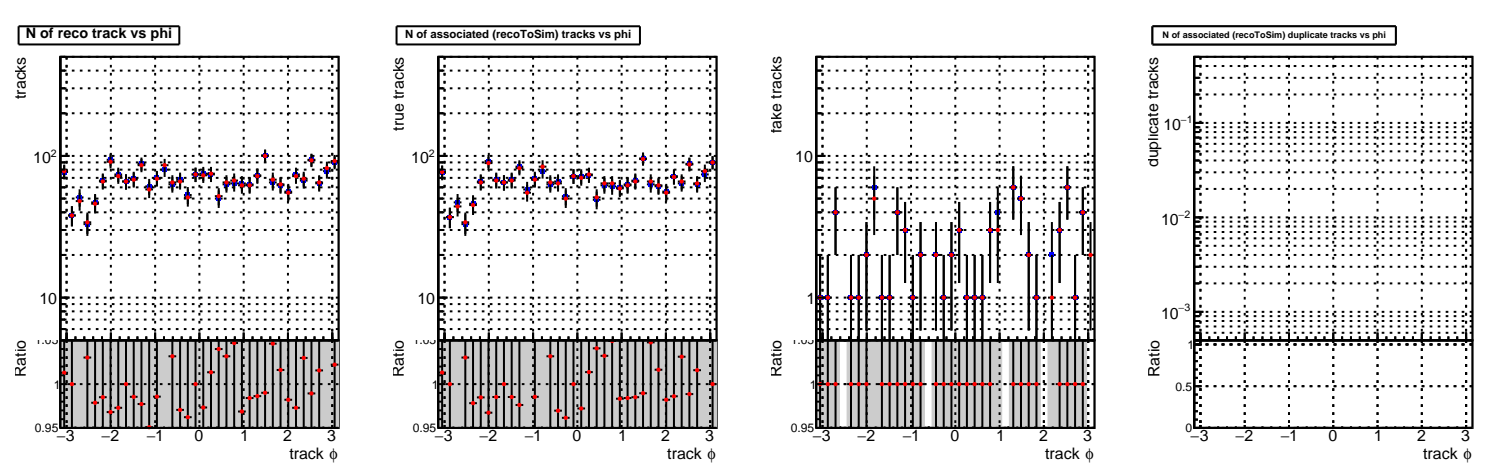 N of reco track vs phi
tracks
10²
10
Ratio
1
0.95
−3 −2 −1 0 1 2 3
track ϕ
N of associated (recoToSim) tracks vs phi
true tracks
10²
10
Ratio
1
0.95
−3 −2 −1 0 1 2 3
track ϕ
fake tracks
10
1
Ratio
1
0.95
−3 −2 −1 0 1 2 3
track ϕ
N of associated (recoToSim) duplicate tracks vs phi
duplicate tracks
10⁻¹
10⁻²
10⁻³
Ratio
1
0.5
0
−3 −2 −1 0 1 2 3
track ϕ